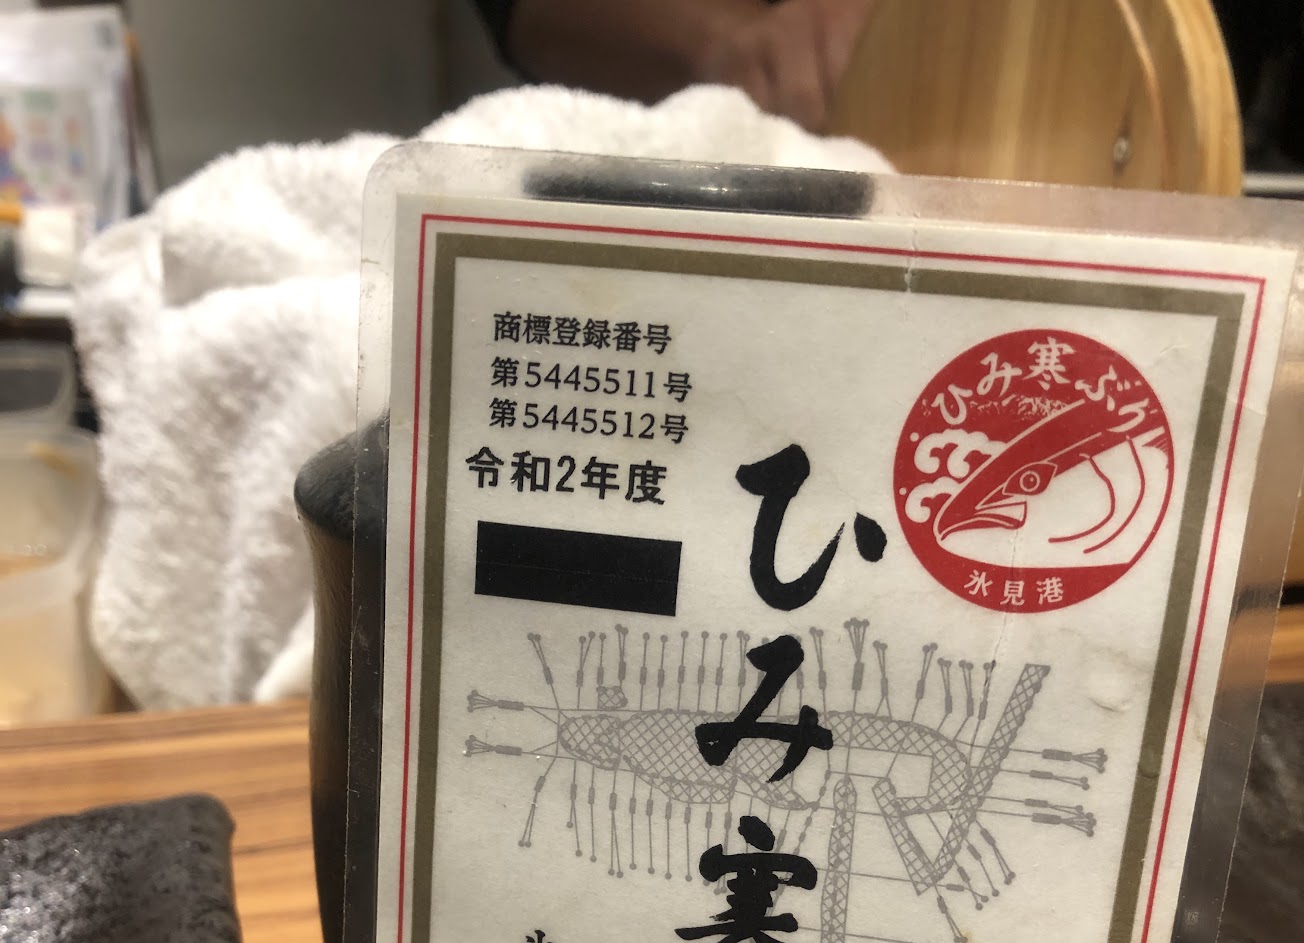 商標登録番号
第5445511号
第5445512号
令和2年度
ひみ寒ぶり
氷見港
ひみ寒